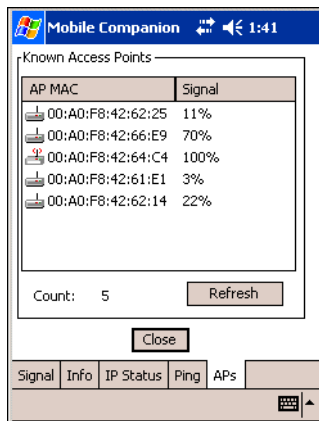 Mobile Companion 1:41
Known Access Points
AP MAC Signal
00:A0:F8:42:62:25 11%
00:A0:F8:42:66:E9 70%
00:A0:F8:42:64:C4 100%
00:A0:F8:42:61:E1 3%
00:A0:F8:42:62:14 22%
Count: 5 Refresh
Close
Signal Info IP Status Ping APs